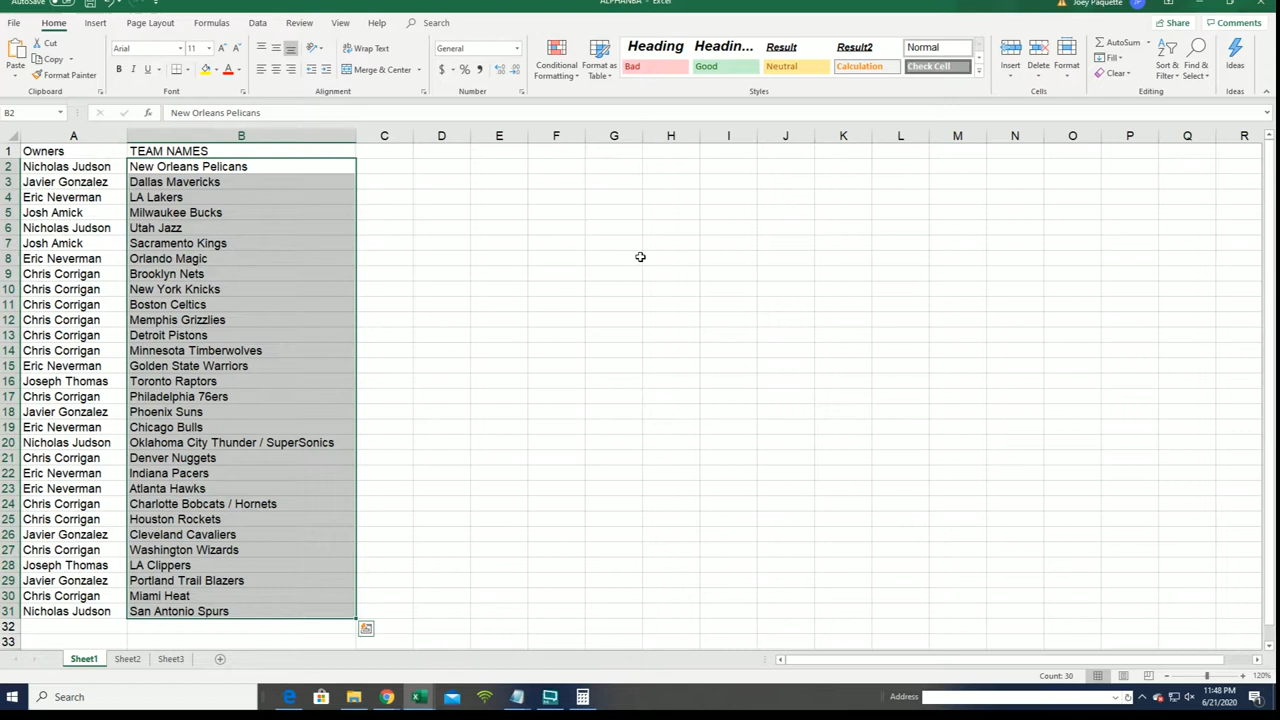 ALPHANBA - Excel
Joey Paquette
JP
File Home Insert Page Layout Formulas Data Review View Help Search
Share Comments
Paste
Cut
Copy
Format Painter
Clipboard
Arial 11
B I U
Font
Wrap Text
Merge & Center
Alignment
General
$ % ,
Number
Conditional Formatting
Format as Table
Heading Headin... Result Result2 Normal
Bad Good Neutral Calculation Check Cell
Styles
Insert Delete Format
Cells
AutoSum
Fill
Clear
Sort & Filter
Find & Select
Editing
Ideas
Ideas
B2 fx New Orleans Pelicans
A B C D E F G H I J K L M N O P Q R
1 Owners TEAM NAMES
2 Nicholas Judson New Orleans Pelicans
3 Javier Gonzalez Dallas Mavericks
4 Eric Neverman LA Lakers
5 Josh Amick Milwaukee Bucks
6 Nicholas Judson Utah Jazz
7 Josh Amick Sacramento Kings
8 Eric Neverman Orlando Magic
9 Chris Corrigan Brooklyn Nets
10 Chris Corrigan New York Knicks
11 Chris Corrigan Boston Celtics
12 Chris Corrigan Memphis Grizzlies
13 Chris Corrigan Detroit Pistons
14 Chris Corrigan Minnesota Timberwolves
15 Eric Neverman Golden State Warriors
16 Joseph Thomas Toronto Raptors
17 Chris Corrigan Philadelphia 76ers
18 Javier Gonzalez Phoenix Suns
19 Eric Neverman Chicago Bulls
20 Nicholas Judson Oklahoma City Thunder / SuperSonics
21 Chris Corrigan Denver Nuggets
22 Eric Neverman Indiana Pacers
23 Eric Neverman Atlanta Hawks
24 Chris Corrigan Charlotte Bobcats / Hornets
25 Chris Corrigan Houston Rockets
26 Javier Gonzalez Cleveland Cavaliers
27 Chris Corrigan Washington Wizards
28 Joseph Thomas LA Clippers
29 Javier Gonzalez Portland Trail Blazers
30 Chris Corrigan Miami Heat
31 Nicholas Judson San Antonio Spurs
32
33
Sheet1 Sheet2 Sheet3
Count: 30 120%
Search
Address
11:48 PM
6/21/2020